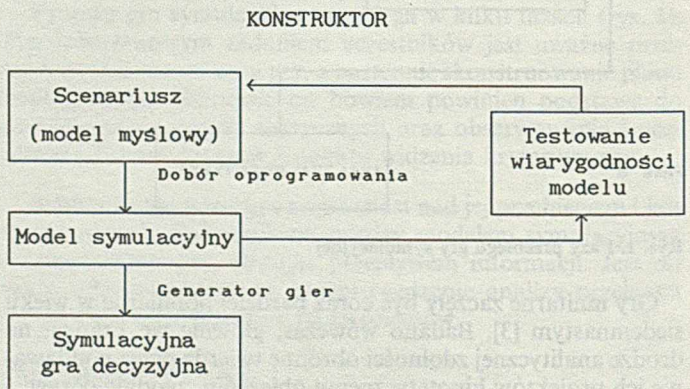 KONSTRUKTOR
Scenariusz
(model myślowy)
Testowanie
wiarygodności
modelu
Dobór oprogramowania
Model symulacyjny
Generator gier
Symulacyjna
gra decyzyjna